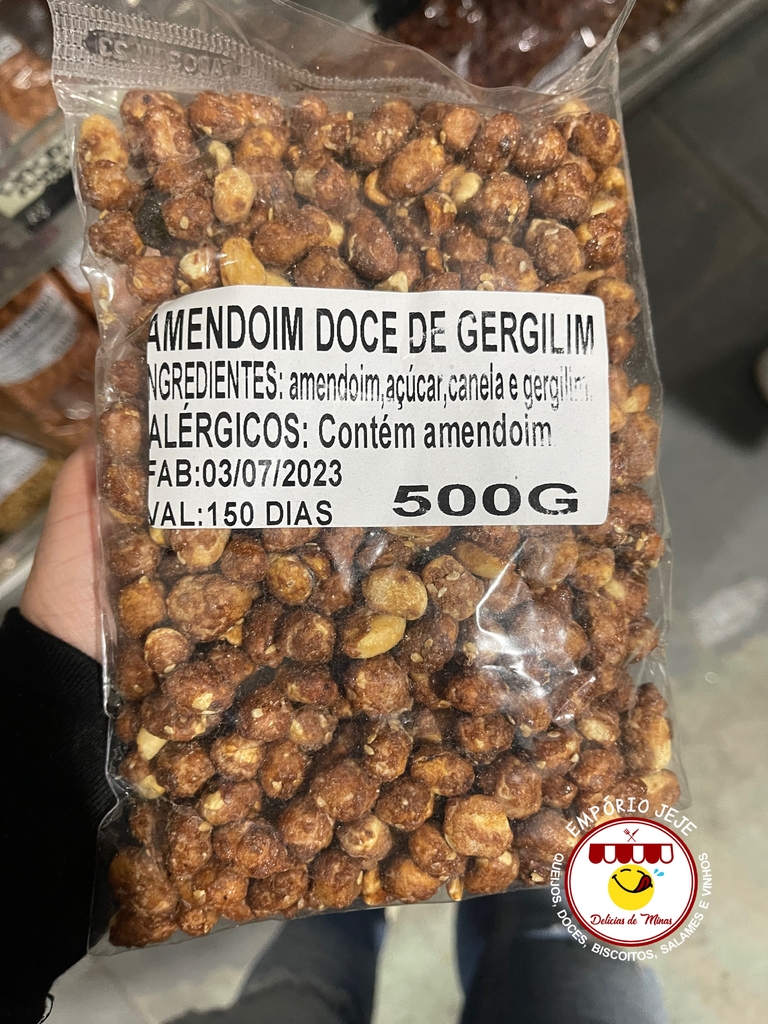 AMENDOIM DOCE DE GERGILIM
NGREDIENTES: amendoim,açúcar,canela e gergilim.
ALÉRGICOS: Contém amendoim
FAB:03/07/2023
VAL:150 DIAS
500G
EMPÓRIO JEJE
Delícias de Minas
QUEIJOS, DOCES, BISCOITOS, SALAMES E VINHOS